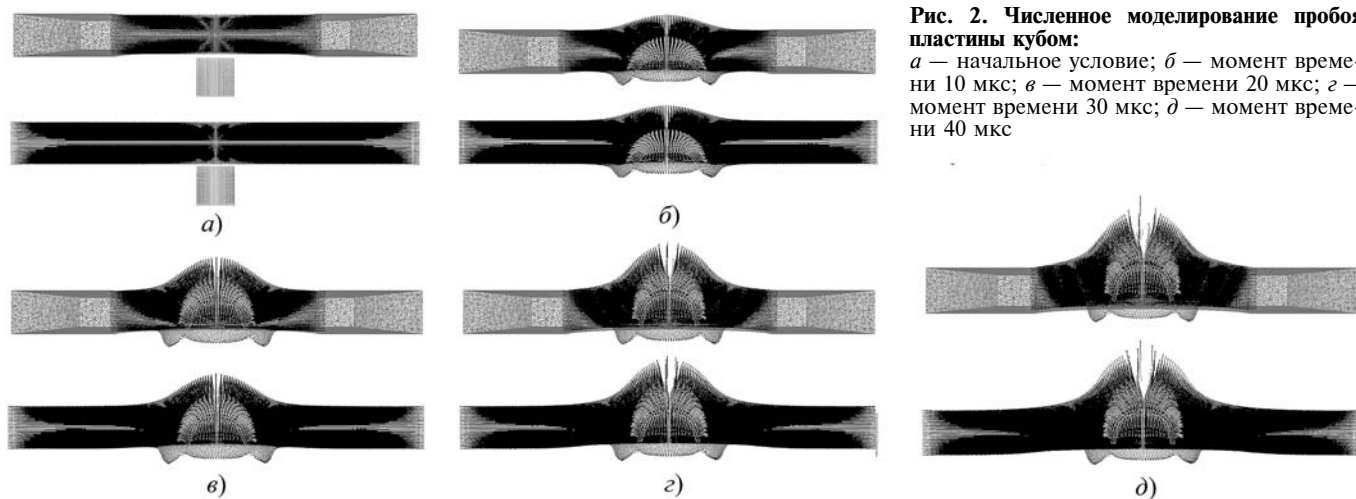 Рис. 2. Численное моделирование пробоя
пластины кубом:
а — начальное условие; б — момент време-
ни 10 мкс; в — момент времени 20 мкс; г —
момент времени 30 мкс; д — момент време-
ни 40 мкс
а)
б)
в)
г)
д)